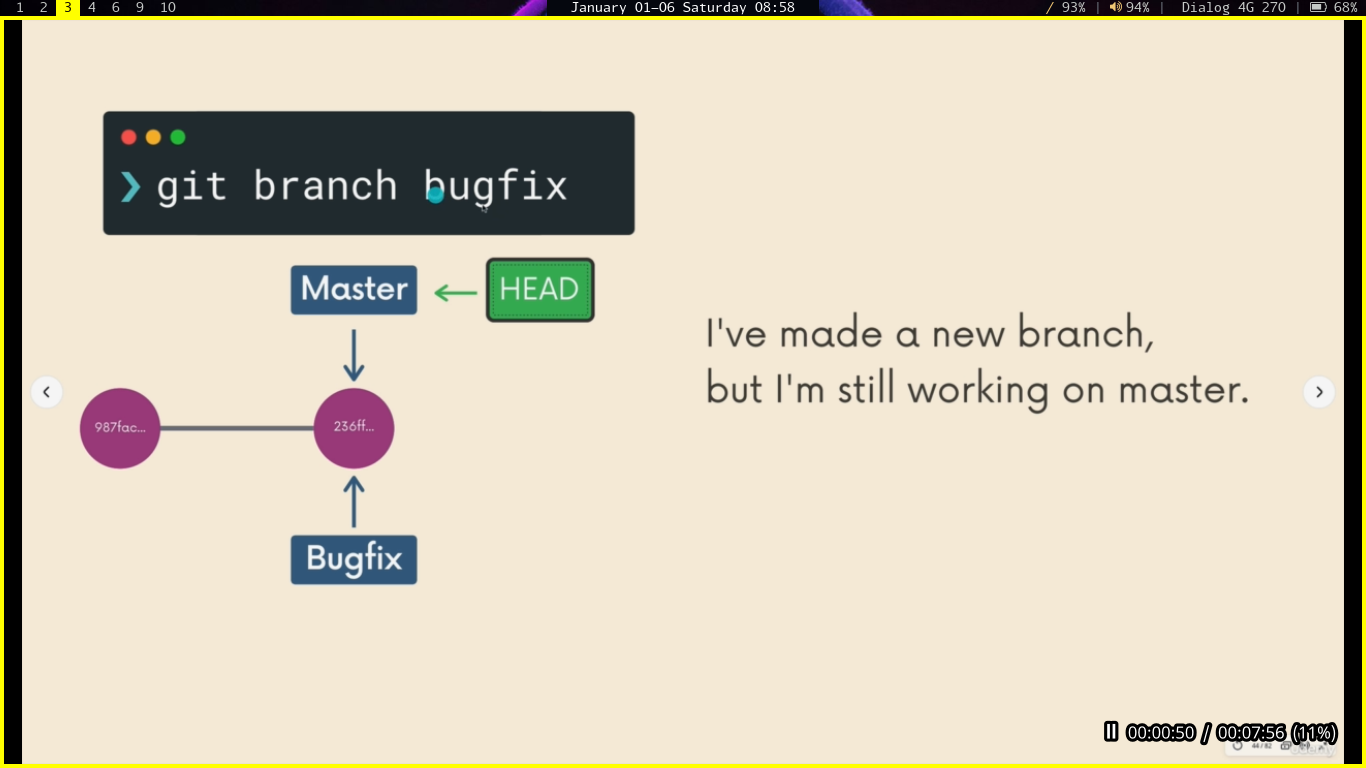 1 2 3 4 6 9 10
January 01-06 Saturday 08:58
93% | 94% | Dialog 4G 270 | 68%
❯ git branch bugfix
Master
HEAD
I've made a new branch,
but I'm still working on master.
987fac...
236ff...
Bugfix
00:00:50 / 00:07:56 (11%)
44 / 82